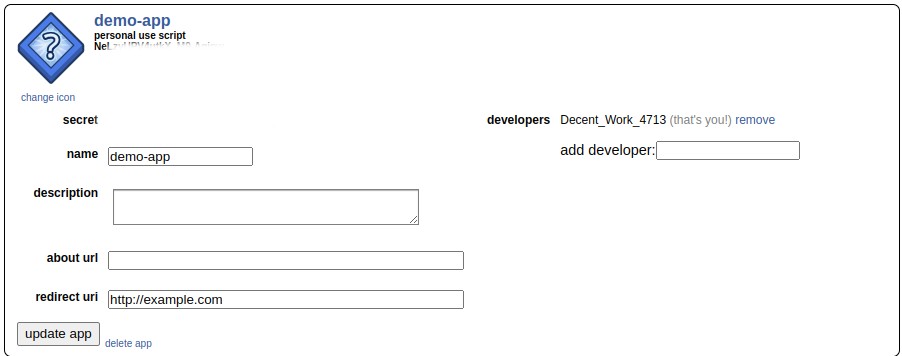 demo-app
personal use script
change icon
secret
developers Decent_Work_4713 (that's you!) remove
name demo-app
add developer:
description
about url
redirect uri http://example.com
update app delete app